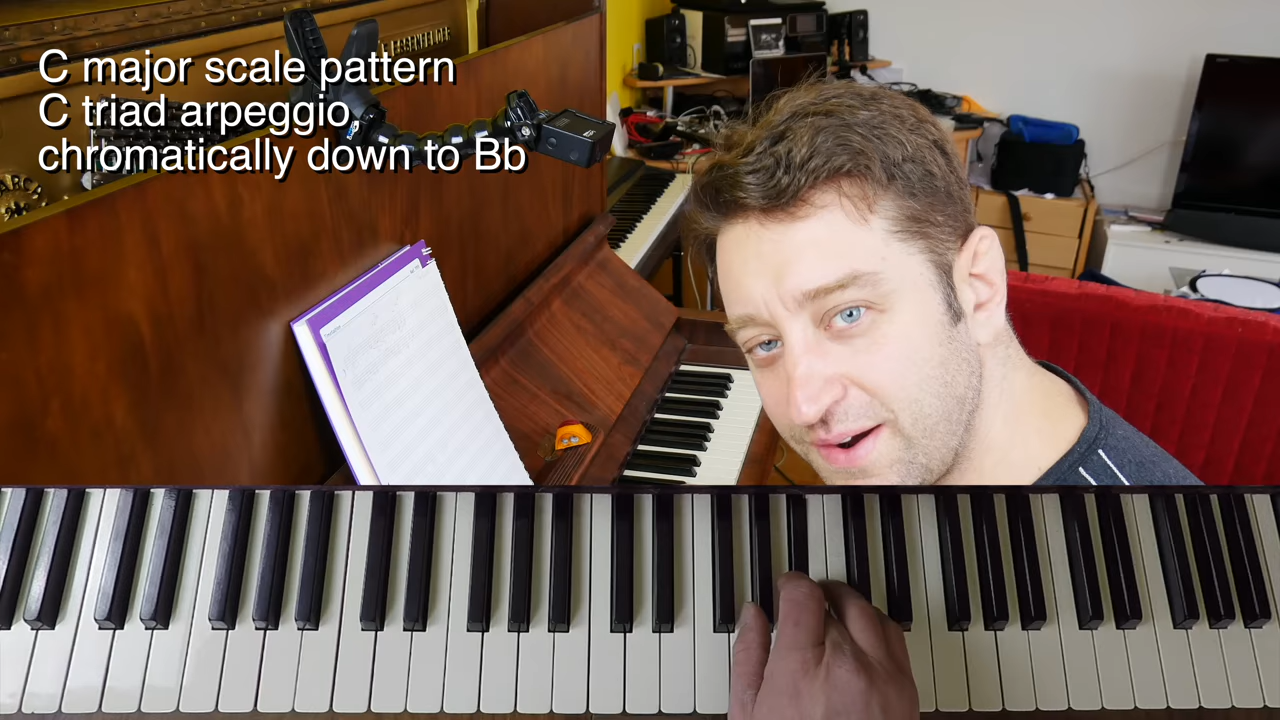 C major scale pattern
C triad arpeggio
chromatically down to Bb